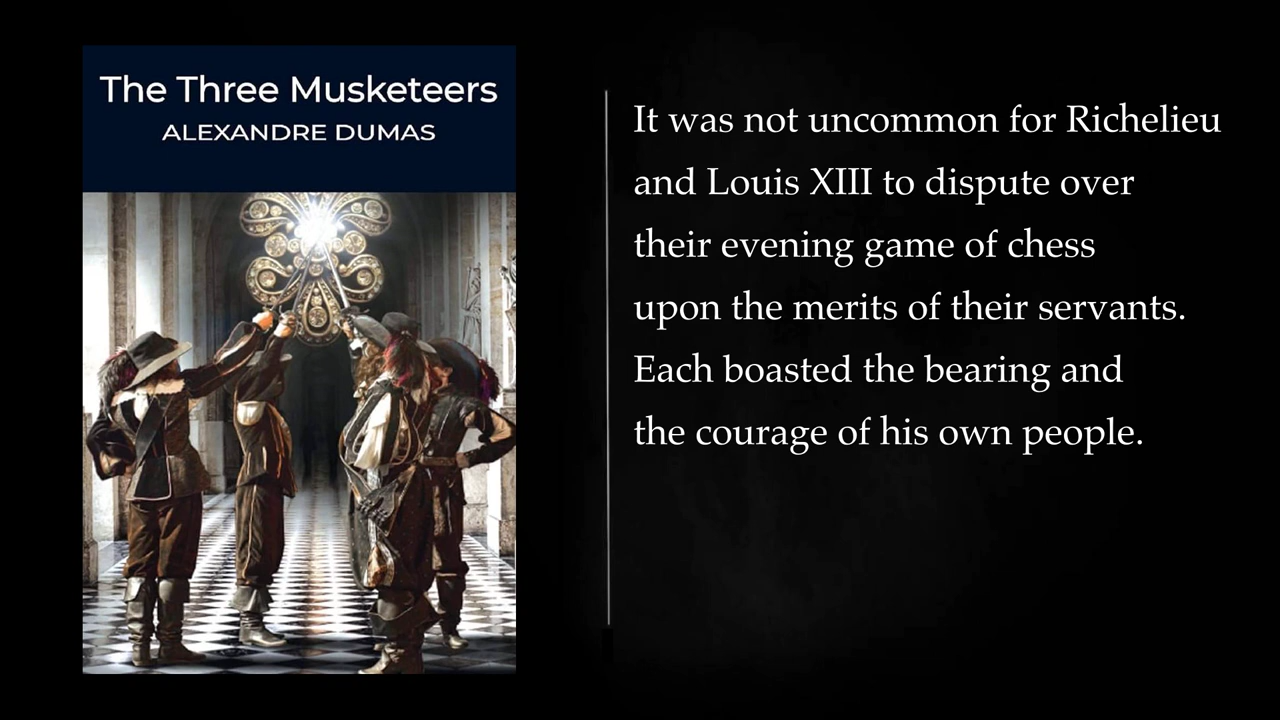 The Three Musketeers
ALEXANDRE DUMAS
It was not uncommon for Richelieu
and Louis XIII to dispute over
their evening game of chess
upon the merits of their servants.
Each boasted the bearing and
the courage of his own people.